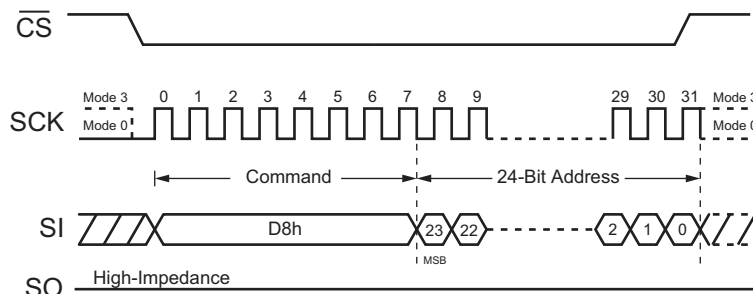 CS
0 1 2 3 4 5 6 7 8 9 29 30 31
Mode 3 Mode 3
SCK
Mode 0 Mode 0
Command 24-Bit Address
SI D8h 23 22 2 1 0
MSB
High-Impedance
SO